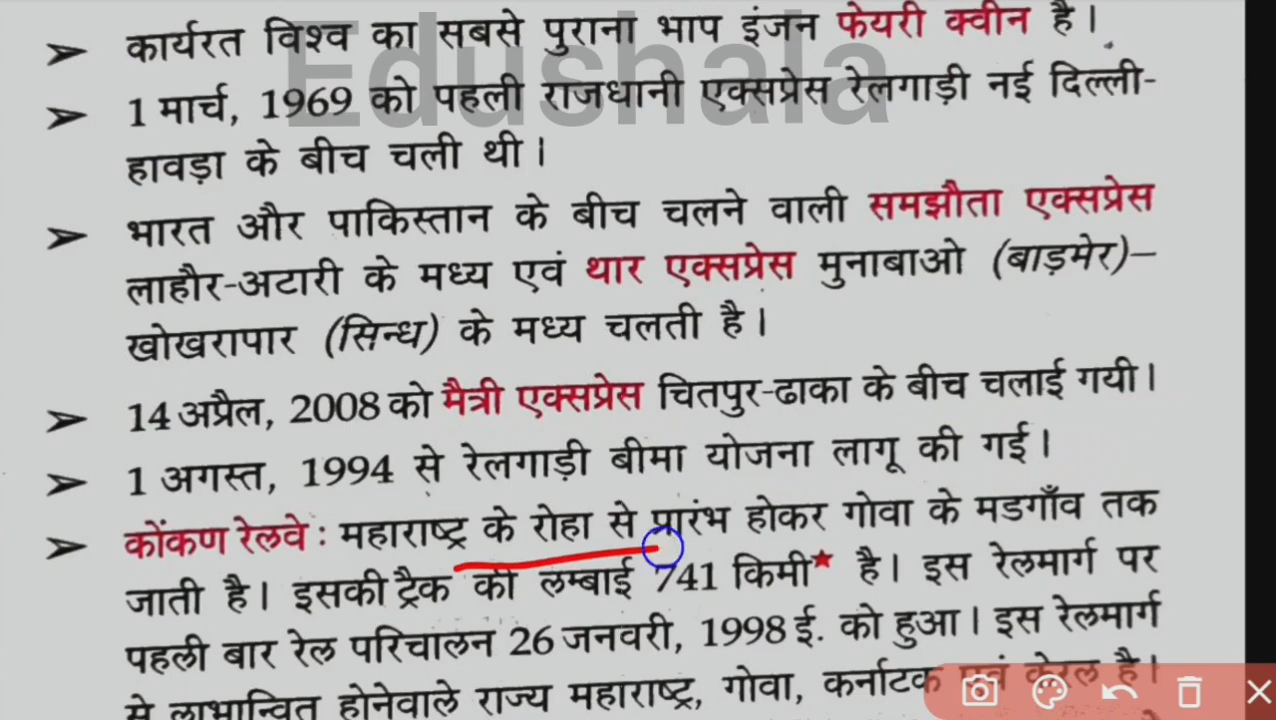 कार्यरत विश्व का सबसे पुराना भाप इंजन फेयरी क्वीन है।
Edushala
1 मार्च, 1969 को पहली राजधानी एक्सप्रेस रेलगाड़ी नई दिल्ली-
हावड़ा के बीच चली थी।
भारत और पाकिस्तान के बीच चलने वाली समझौता एक्सप्रेस
लाहौर-अटारी के मध्य एवं थार एक्सप्रेस मुनाबाओ (बाड़मेर)–
खोखरापार (सिन्ध) के मध्य चलती है।
14 अप्रैल, 2008 को मैत्री एक्सप्रेस चितपुर-ढाका के बीच चलाई गयी।
1 अगस्त, 1994 से रेलगाड़ी बीमा योजना लागू की गई।
कोंकण रेलवे : महाराष्ट्र के रोहा से प्रारंभ होकर गोवा के मडगाँव तक
जाती है। इसकी ट्रैक की लम्बाई 741 किमी★ है। इस रेलमार्ग पर
पहली बार रेल परिचालन 26 जनवरी, 1998 ई. को हुआ। इस रेलमार्ग
से लाभान्वित होनेवाले राज्य महाराष्ट्र, गोवा, कर्नाटक एवं केरल है।